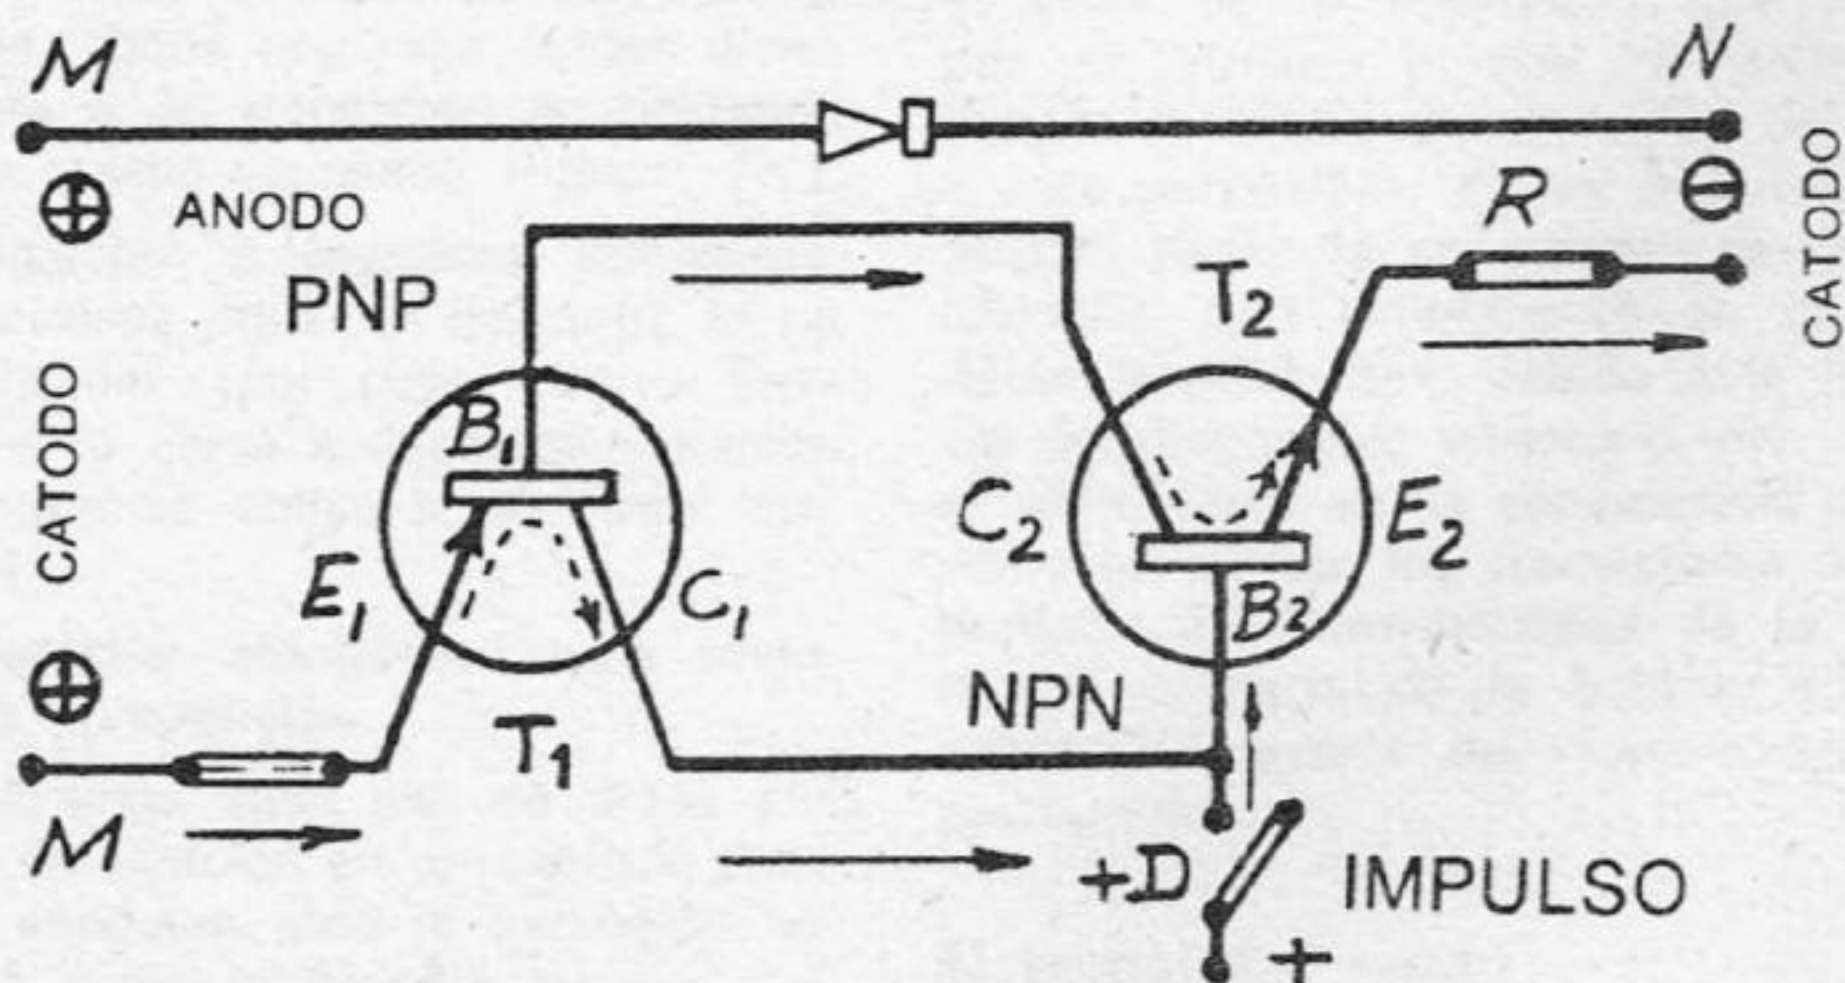 M
N
⊕ ANODO
⊖
CATODO
R
PNP
T2
B1
CATODO
C2
E2
E1
C1
B2
⊕
NPN
T1
M
+D
IMPULSO
+